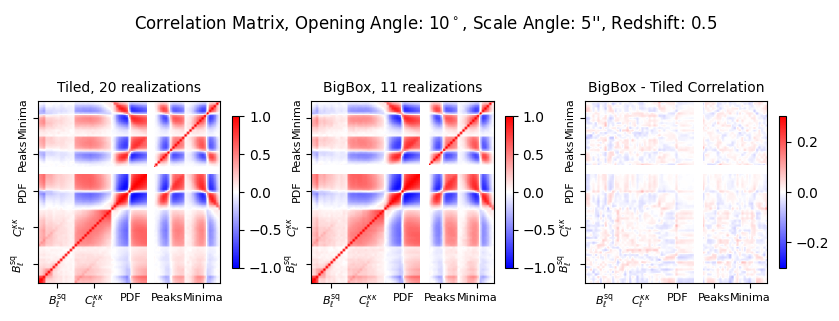 Correlation Matrix, Opening Angle: 10°, Scale Angle: 5'', Redshift: 0.5
Tiled, 20 realizations
Minima
Peaks
PDF
C_ℓ^κκ
B_ℓ^sq
B_ℓ^sq C_ℓ^κκ PDF Peaks Minima
1.0
0.5
0.0
−0.5
−1.0
BigBox, 11 realizations
Minima
Peaks
PDF
C_ℓ^κκ
B_ℓ^sq
B_ℓ^sq C_ℓ^κκ PDF Peaks Minima
1.0
0.5
0.0
−0.5
−1.0
BigBox - Tiled Correlation
Minima
Peaks
PDF
C_ℓ^κκ
B_ℓ^sq
B_ℓ^sq C_ℓ^κκ PDF Peaks Minima
0.2
0.0
−0.2